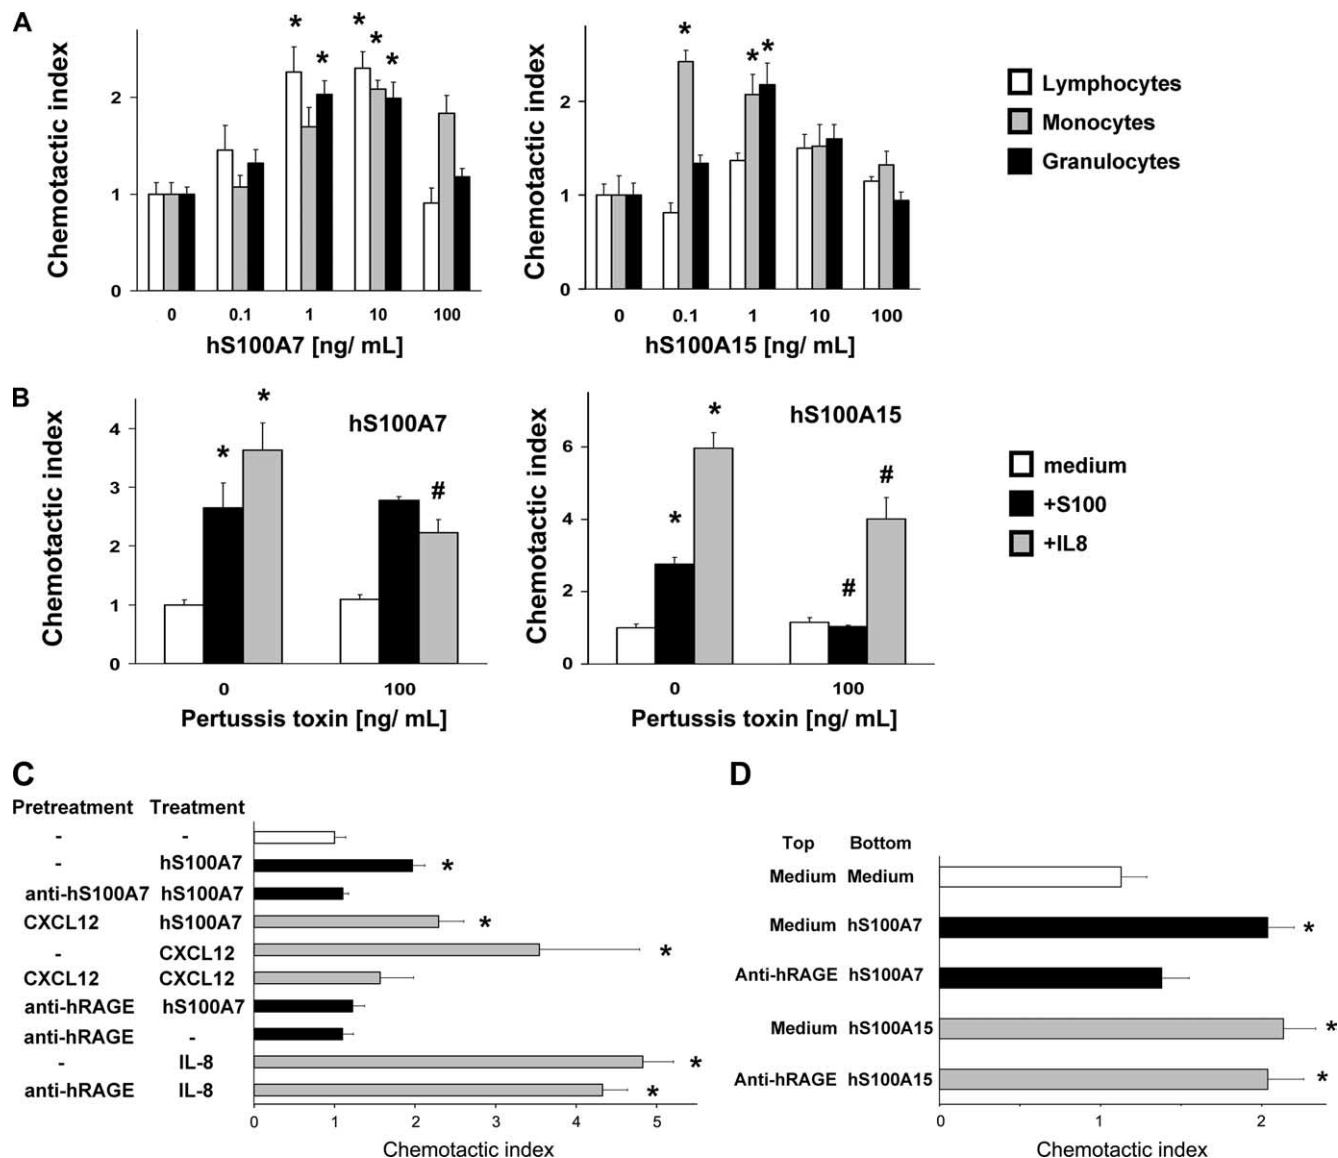 A
Chemotactic index
* * * * *
2
1
0
0 0.1 1 10 100
hS100A7 [ng/ mL]
Chemotactic index
* * *
2
1
0
0 0.1 1 10 100
hS100A15 [ng/ mL]
Lymphocytes
Monocytes
Granulocytes
B
Chemotactic index
hS100A7
* * #
4
3
2
1
0
0 100
Pertussis toxin [ng/ mL]
Chemotactic index
hS100A15
* * # #
6
4
2
0
0 100
Pertussis toxin [ng/ mL]
medium
+S100
+IL8
C
Pretreatment Treatment
- -
- hS100A7 *
anti-hS100A7 hS100A7
CXCL12 hS100A7 *
- CXCL12 *
CXCL12 CXCL12
anti-hRAGE hS100A7
anti-hRAGE -
- IL-8 *
anti-hRAGE IL-8 *
0 1 2 3 4 5
Chemotactic index
D
Top Bottom
Medium Medium
Medium hS100A7 *
Anti-hRAGE hS100A7
Medium hS100A15 *
Anti-hRAGE hS100A15 *
0 1 2
Chemotactic index